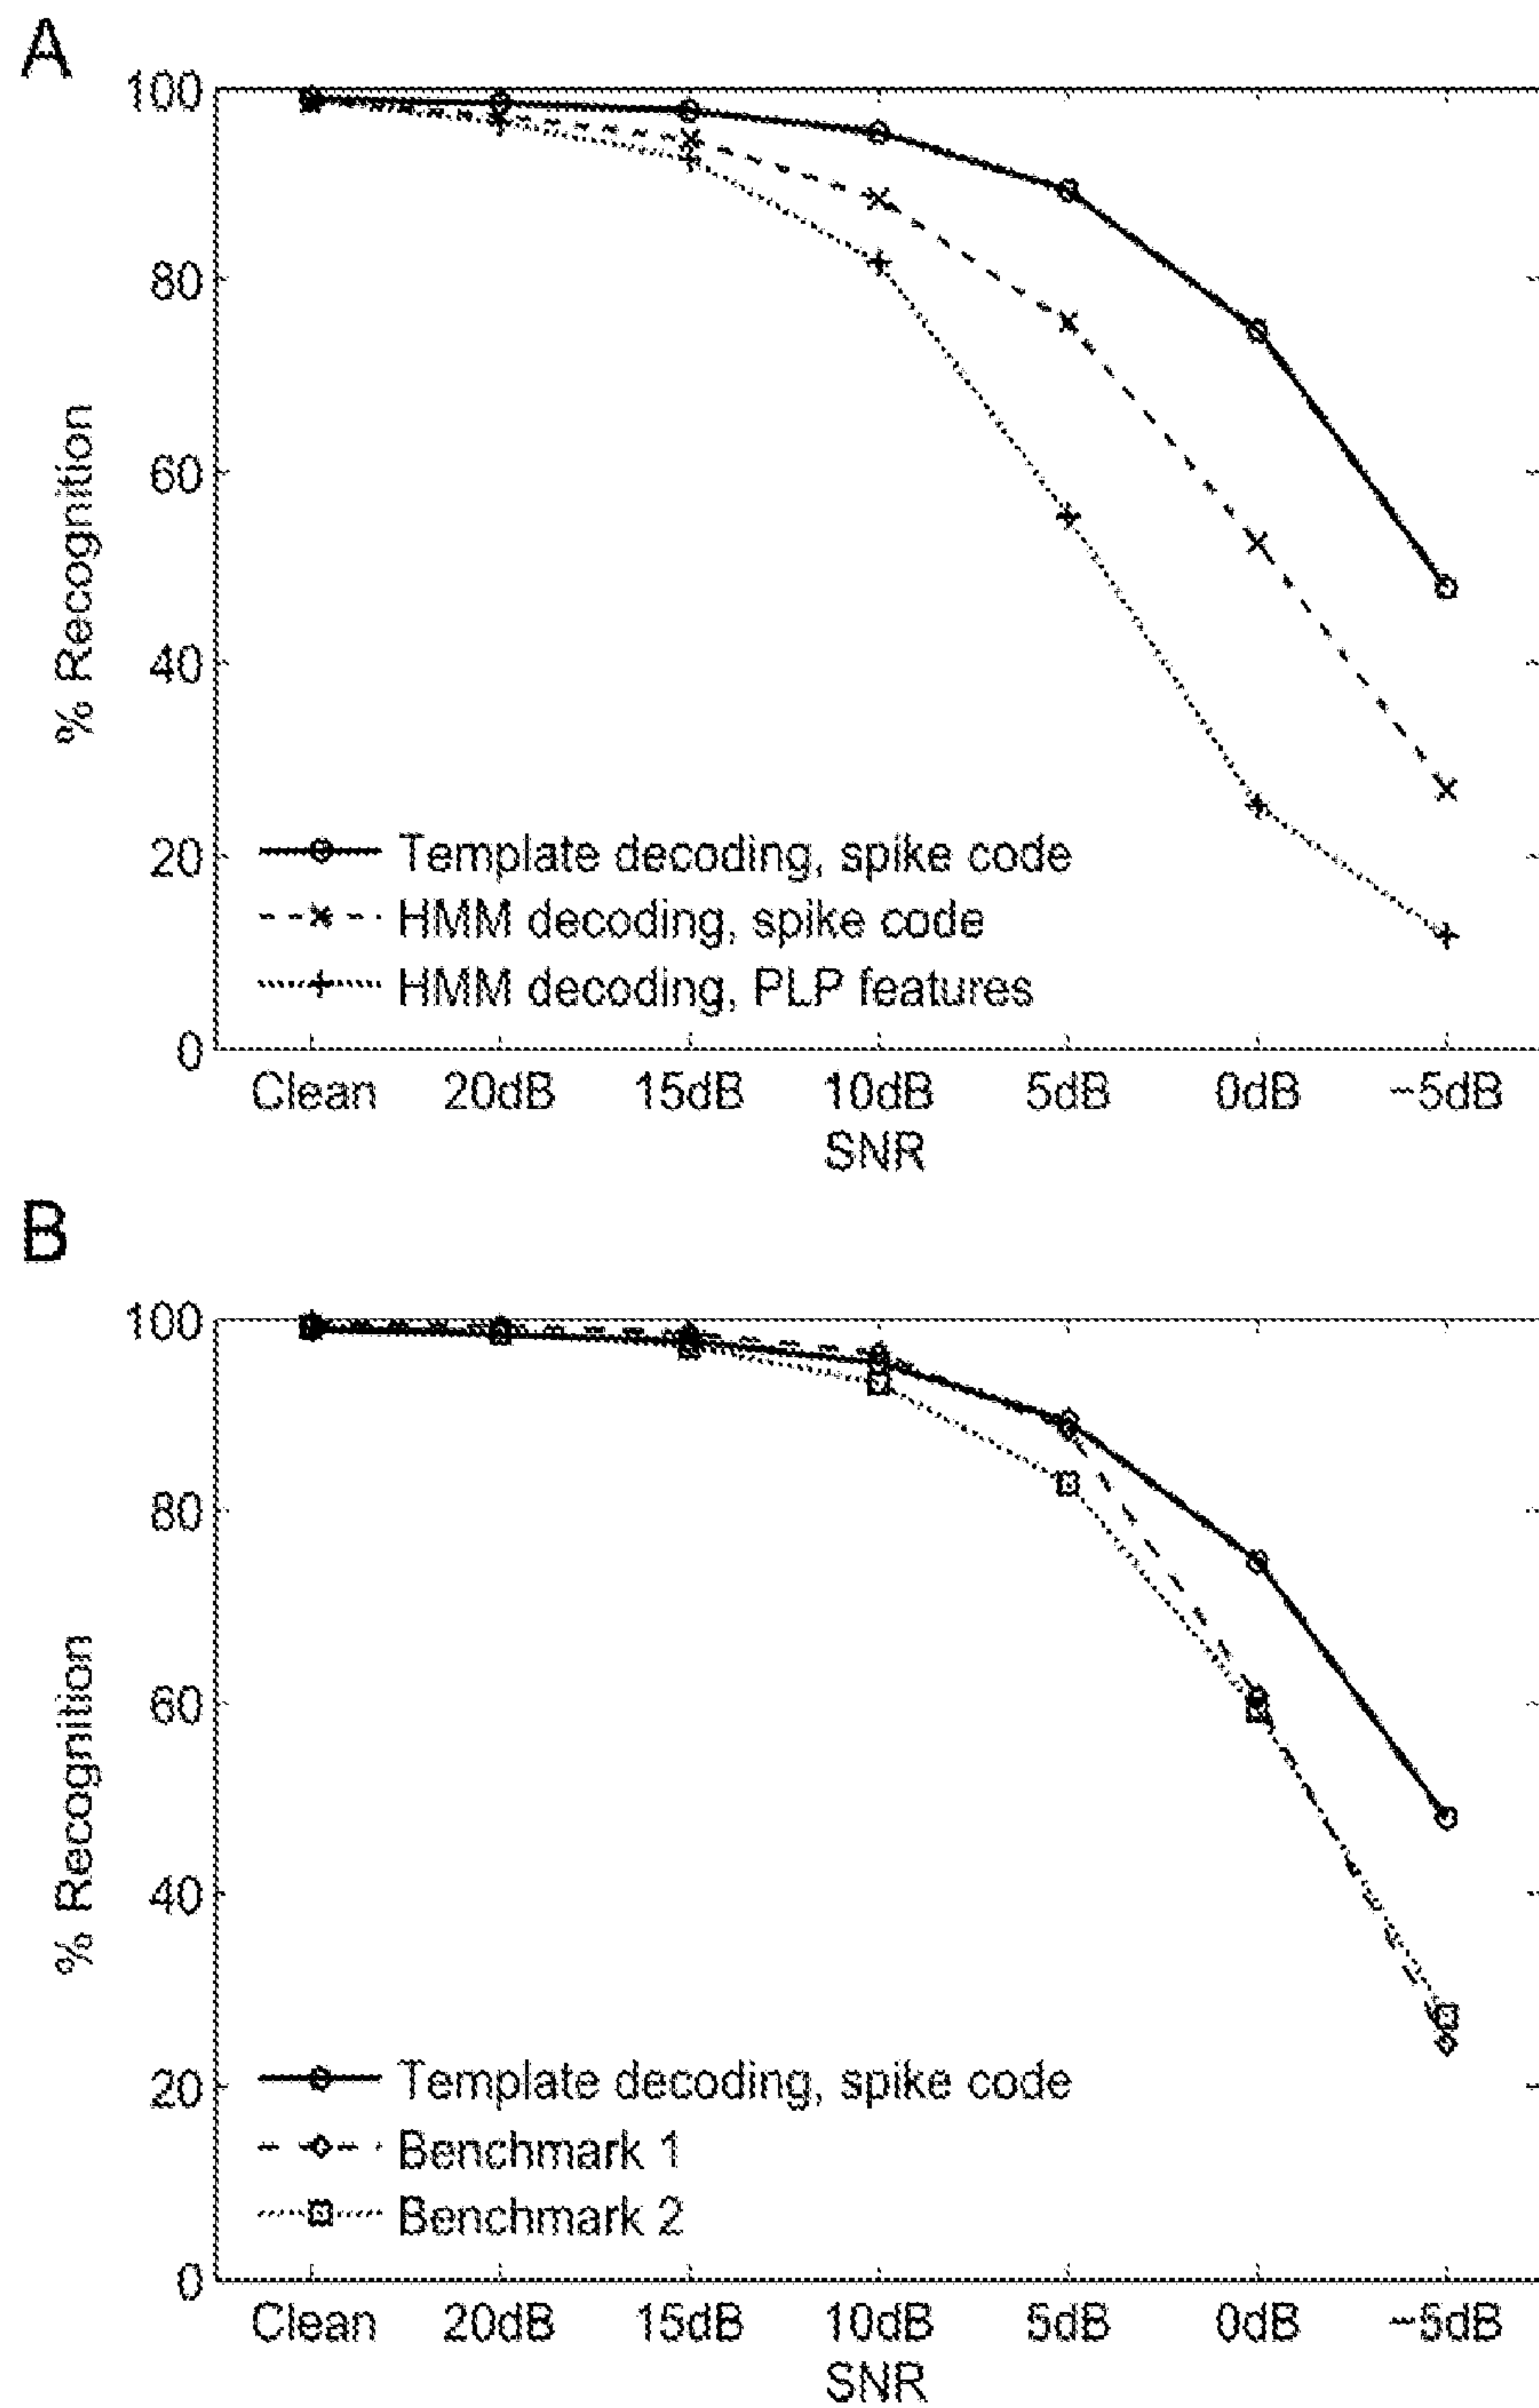 A
100
80
60
40
20
0
% Recognition
Template decoding, spike code
HMM decoding, spike code
HMM decoding, PLP features
Clean 20dB 15dB 10dB 5dB 0dB −5dB
SNR
B
100
80
60
40
20
0
% Recognition
Template decoding, spike code
Benchmark 1
Benchmark 2
Clean 20dB 15dB 10dB 5dB 0dB −5dB
SNR